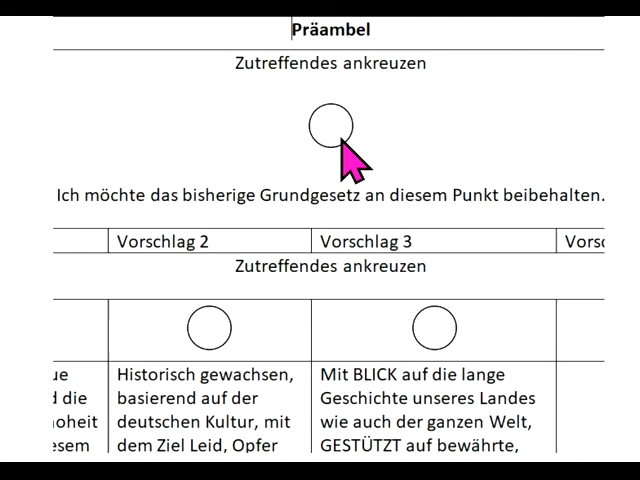 Präambel
Zutreffendes ankreuzen
Ich möchte das bisherige Grundgesetz an diesem Punkt beibehalten.
Vorschlag 2
Vorschlag 3
Zutreffendes ankreuzen
Historisch gewachsen,
basierend auf der
deutschen Kultur, mit
dem Ziel Leid, Opfer
Mit BLICK auf die lange
Geschichte unseres Landes
wie auch der ganzen Welt,
GESTÜTZT auf bewährte,